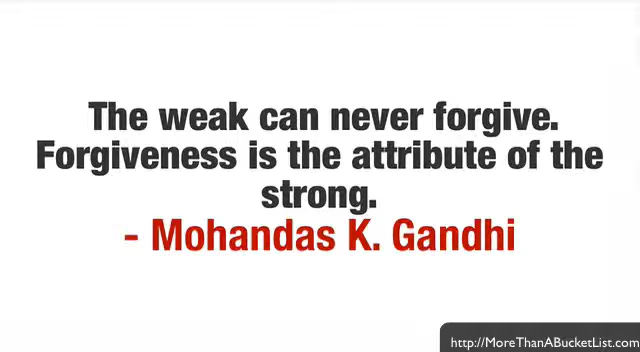 The weak can never forgive.
Forgiveness is the attribute of the
strong.
- Mohandas K. Gandhi
http://MoreThanABucketList.com